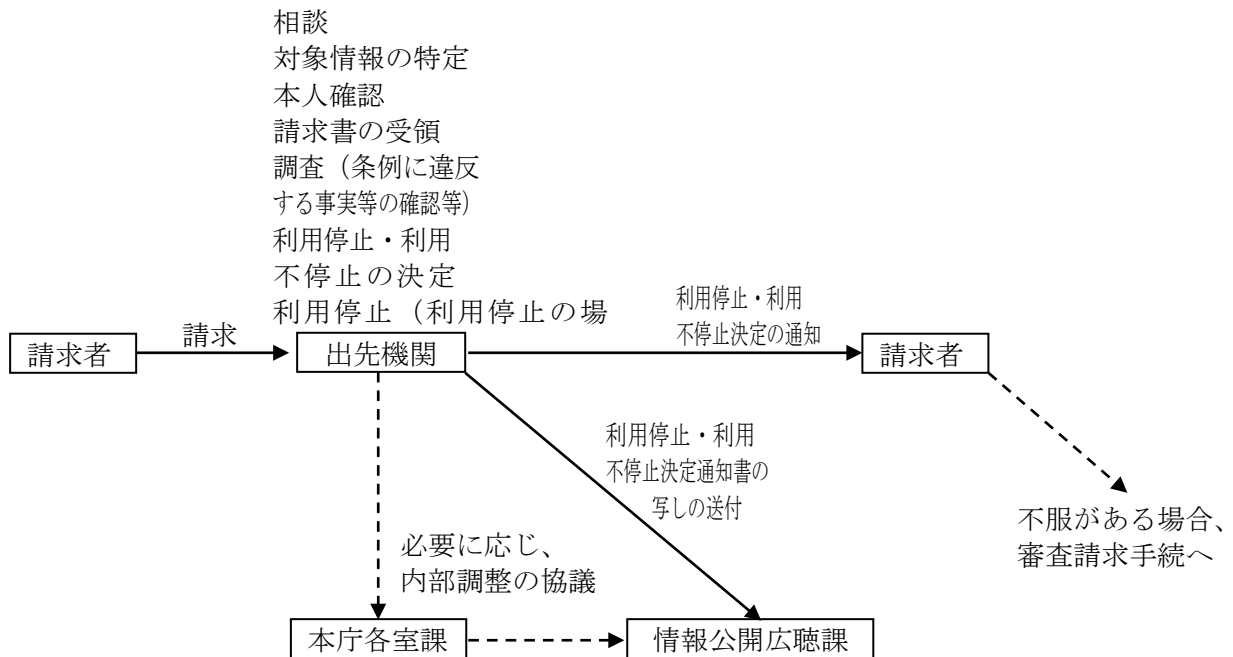 相談
対象情報の特定
本人確認
請求書の受領
調査（条例に違反
する事実等の確認等）
利用停止・利用
不停止の決定
利用停止（利用停止の場
請求者
請求
出先機関
利用停止・利用
不停止決定の通知
請求者
利用停止・利用
不停止決定通知書の
写しの送付
不服がある場合、
審査請求手続へ
必要に応じ、
内部調整の協議
本庁各室課
情報公開広聴課